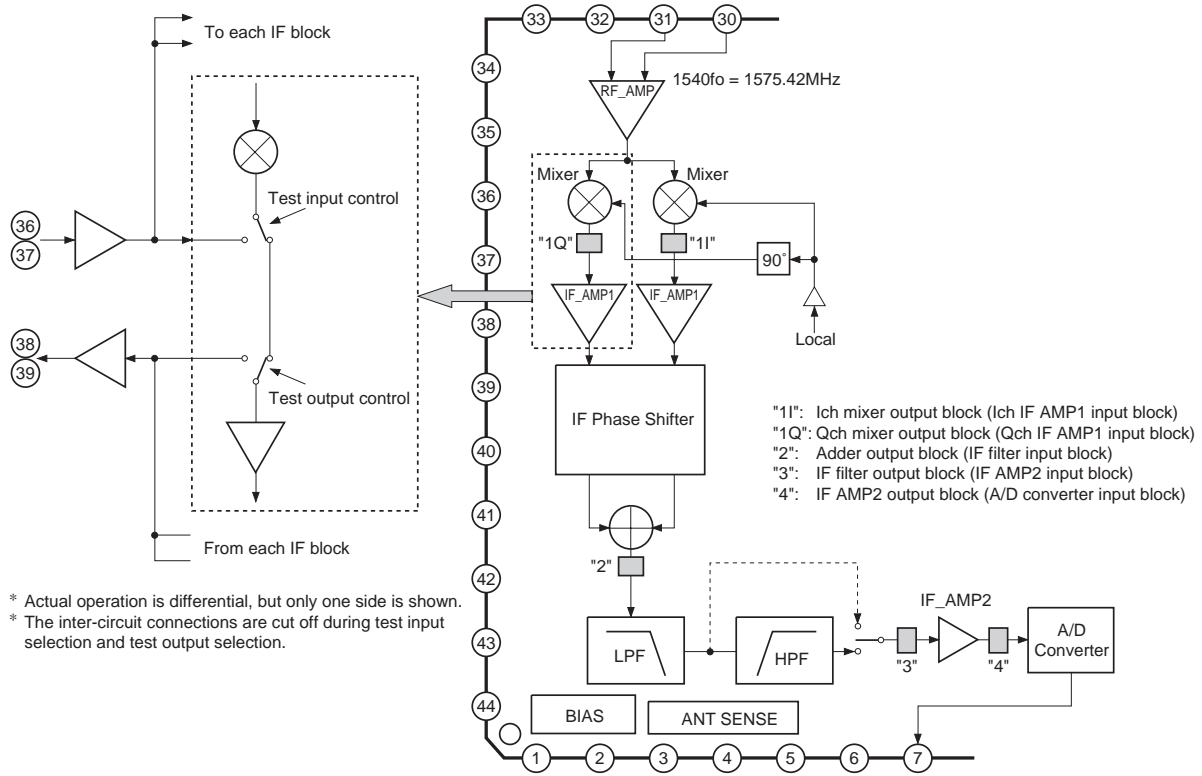 33 32 31 30
To each IF block
34
RF_AMP
1540fo = 1575.42MHz
35
Mixer Mixer
36
Test input control
36
37
"1Q" "1I"
90°
37
IF_AMP1 IF_AMP1
38
Local
38
39
Test output control
39
IF Phase Shifter
"1I": Ich mixer output block (Ich IF AMP1 input block)
"1Q": Qch mixer output block (Qch IF AMP1 input block)
"2": Adder output block (IF filter input block)
"3": IF filter output block (IF AMP2 input block)
"4": IF AMP2 output block (A/D converter input block)
40
41
From each IF block
"2"
42
* Actual operation is differential, but only one side is shown.
* The inter-circuit connections are cut off during test input
selection and test output selection.
IF_AMP2
43
LPF
HPF
"3" "4"
A/D
Converter
44
BIAS
ANT SENSE
1 2 3 4 5 6 7